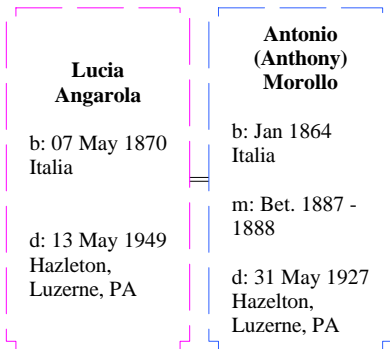 Lucia
Angarola
b: 07 May 1870
Italia
d: 13 May 1949
Hazleton,
Luzerne, PA
Antonio
(Anthony)
Morollo
b: Jan 1864
Italia
m: Bet. 1887 -
1888
d: 31 May 1927
Hazelton,
Luzerne, PA